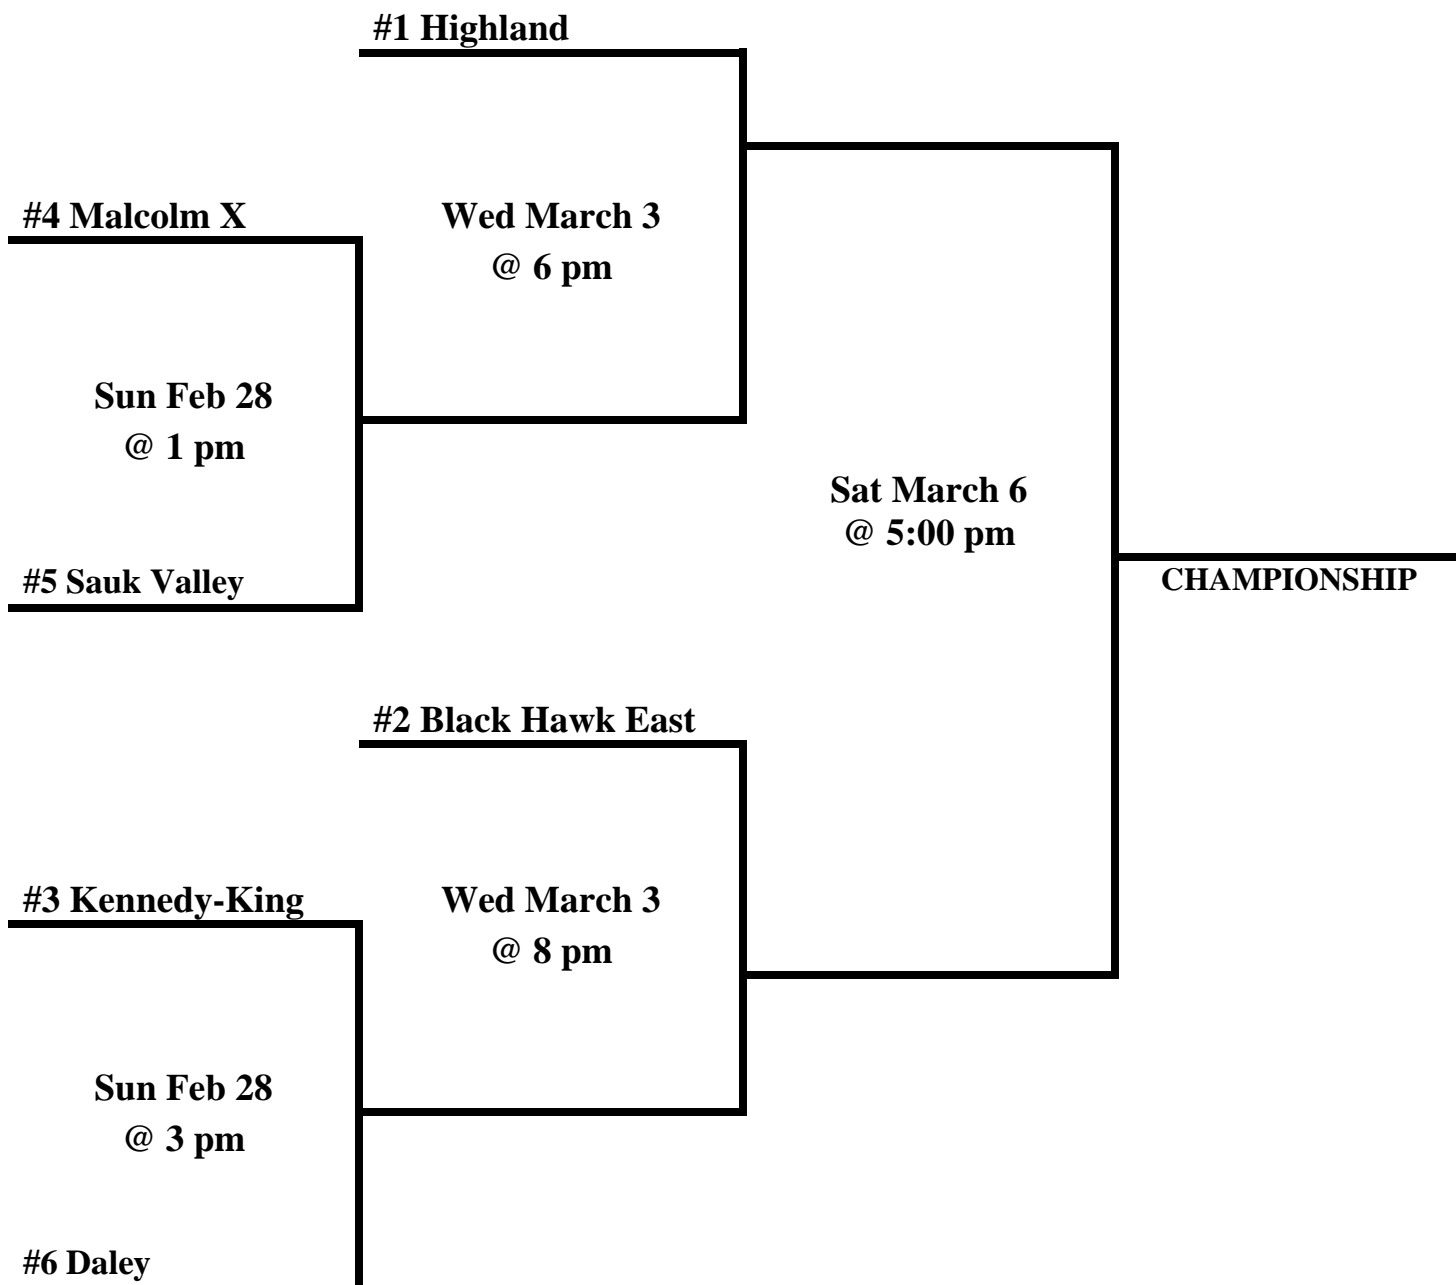 #1 Highland
#4 Malcolm X
Wed March 3
@ 6 pm
Sun Feb 28
@ 1 pm
Sat March 6
@ 5:00 pm
#5 Sauk Valley
CHAMPIONSHIP
#2 Black Hawk East
#3 Kennedy-King
Wed March 3
@ 8 pm
Sun Feb 28
@ 3 pm
#6 Daley